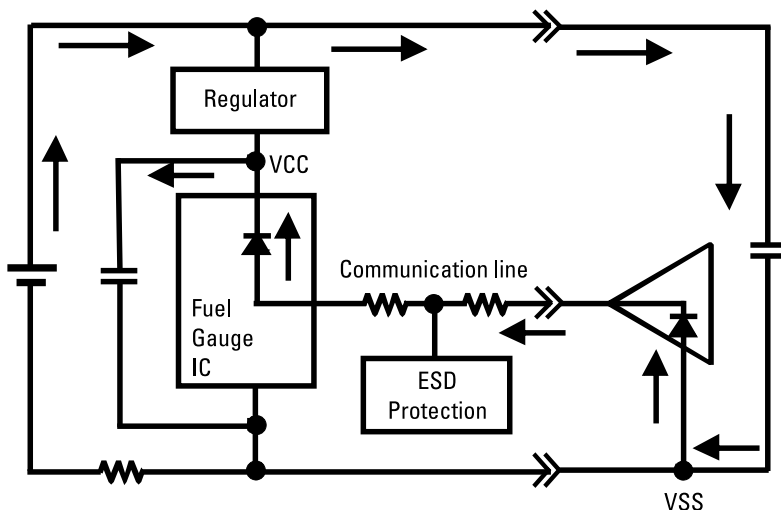 Regulator
VCC
Communication line
Fuel
Gauge
IC
ESD
Protection
VSS